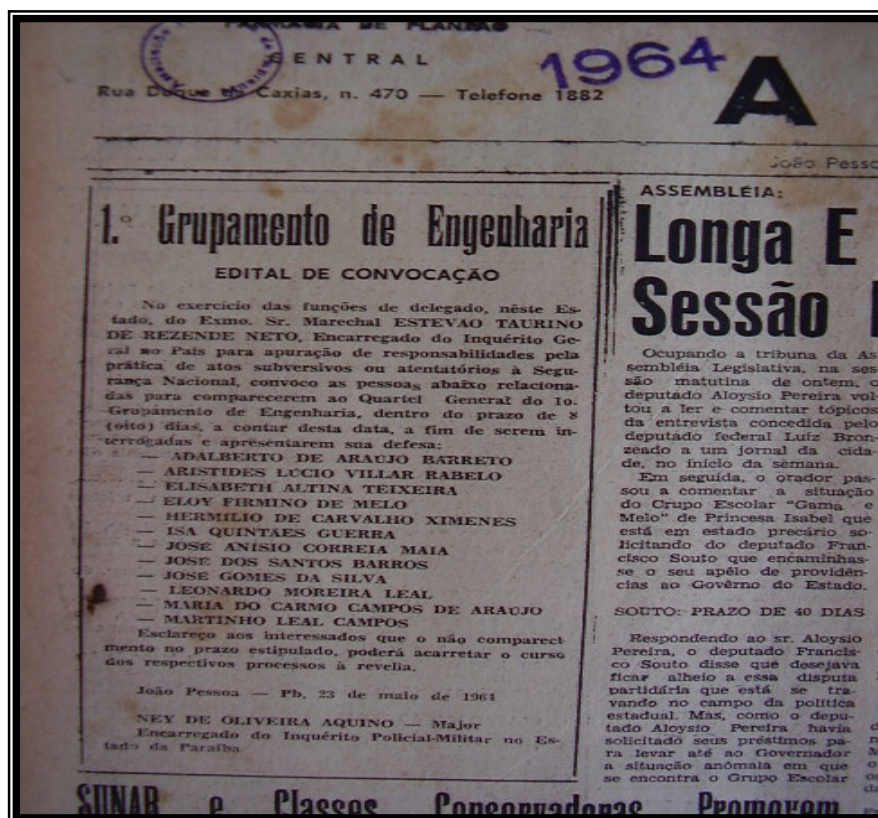 FARMACIA DE PLANTÃO
CENTRAL
Rua Duque de Caxias, n. 470 — Telefone 1882
1964
A
João Pesso
1.º Grupamento de Engenharia
EDITAL DE CONVOCAÇÃO
No exercício das funções de delegado, nêste Es-
tado, do Exmo. Sr. Marechal ESTEVAO TAURINO
DE REZENDE NETO, Encarregado do Inquérito Ge-
ral no País para apuração de responsabilidades pela
prática de atos subversivos ou atentatórios à Segu-
rança Nacional, convoco as pessoas abaixo relaciona-
das para comparecerem ao Quartel General do 1o.
Grupamento de Engenharia, dentro do prazo de 8
(oito) dias, a contar desta data, a fim de serem in-
terrogadas e apresentarem sua defesa:
— ADALBERTO DE ARAUJO BARRETO
— ARISTIDES LUCIO VILLAR RABELO
— ELISABETH ALTINA TEIXEIRA
— ELOY FIRMINO DE MELO
— HERMILIO DE CARVALHO XIMENES
— ISA QUINTAES GUERRA
— JOSE ANISIO CORREIA MAIA
— JOSE DOS SANTOS BARROS
— JOSE GOMES DA SILVA
— LEONARDO MOREIRA LEAL
— MARIA DO CARMO CAMPOS DE ARAUJO
— MARTINHO LEAL CAMPOS
Esclareço aos interessados que o não compareci-
mento no prazo estipulado, poderá acarretar o curso
dos respectivos processos à revelia.
João Pessoa — Pb, 23 de maio de 1964
NEY DE OLIVEIRA AQUINO — Major
Encarregado do Inquérito Policial-Militar no Es-
tado da Paraíba
ASSEMBLÉIA:
Longa E
Sessão
Ocupando a tribuna da As
sembléia Legislativa, na ses
são matutina de ontem, o
deputado Aloysio Pereira vol-
tou a ler e comentar tópicos
da entrevista concedida pelo
deputado federal Luiz Bron-
zeado a um jornal da cida-
de, no início da semana.
Em seguida, o orador pas-
sou a comentar a situação
do Crupo Escolar "Gama e
Melo" de Princesa Isabel que
está em estado precário so-
licitando do deputado Fran-
cisco Souto que encaminhas-
se o seu apêlo de providên-
cias ao Govêrno do Estado.
SOUTO: PRAZO DE 40 DIAS
Respondendo ao sr. Aloysio
Pereira, o deputado Francis-
co Souto disse que desejava
ficar alheio a essa disputa
partidária que está se tra-
vando no campo da política
estadual. Mas, como o depu-
tado Aloysio Pereira havia
solicitado seus préstimos pa-
ra levar até ao Governador
a situação anômala em que
se encontra o Grupo Escolar
SUNAB e Classes Conservadoras Promovem